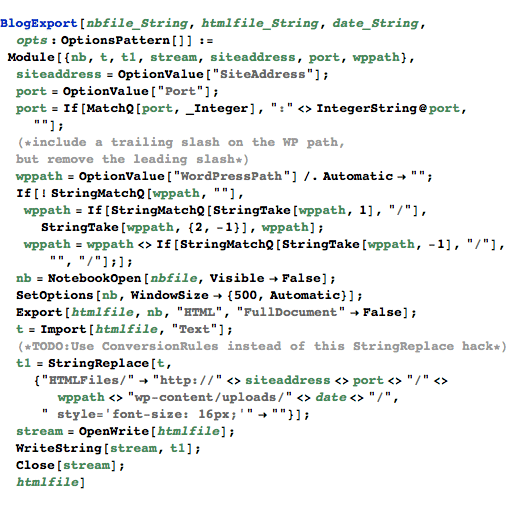 BlogExport[nbfile_String, htmlfile_String, date_String,
opts : OptionsPattern[]] :=
Module[{nb, t, t1, stream, siteaddress, port, wppath},
siteaddress = OptionValue["SiteAddress"];
port = OptionValue["Port"];
port = If[MatchQ[port, _Integer], ":" <> IntegerString@port,
""];
(*include a trailing slash on the WP path,
but remove the leading slash*)
wppath = OptionValue["WordPressPath"] /. Automatic → "";
If[! StringMatchQ[wppath, ""],
wppath = If[StringMatchQ[StringTake[wppath, 1], "/"],
StringTake[wppath, {2, -1}], wppath];
wppath = wppath <> If[StringMatchQ[StringTake[wppath, -1], "/"],
"", "/"];];
nb = NotebookOpen[nbfile, Visible → False];
SetOptions[nb, WindowSize → {500, Automatic}];
Export[htmlfile, nb, "HTML", "FullDocument" → False];
t = Import[htmlfile, "Text"];
(*TODO:Use ConversionRules instead of this StringReplace hack*)
t1 = StringReplace[t,
{"HTMLFiles/" → "http://" <> siteaddress <> port <> "/" <>
wppath <> "wp-content/uploads/" <> date <> "/",
" style='font-size: 16px;'" → ""}];
stream = OpenWrite[htmlfile];
WriteString[stream, t1];
Close[stream];
htmlfile]